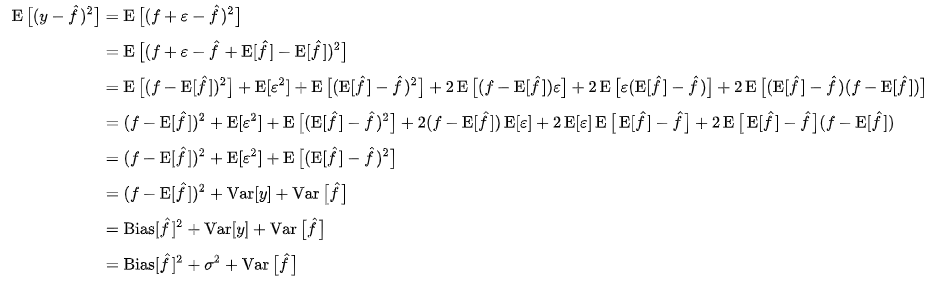 E[(y − f̂)²] = E[(f + ε − f̂)²]
= E[(f + ε − f̂ + E[f̂] − E[f̂])²]
= E[(f − E[f̂])²] + E[ε²] + E[(E[f̂] − f̂)²] + 2 E[(f − E[f̂])ε] + 2 E[ε(E[f̂] − f̂)] + 2 E[(E[f̂] − f̂)(f − E[f̂])]
= (f − E[f̂])² + E[ε²] + E[(E[f̂] − f̂)²] + 2(f − E[f̂]) E[ε] + 2 E[ε] E[E[f̂] − f̂] + 2 E[E[f̂] − f̂](f − E[f̂])
= (f − E[f̂])² + E[ε²] + E[(E[f̂] − f̂)²]
= (f − E[f̂])² + Var[y] + Var[f̂]
= Bias[f̂]² + Var[y] + Var[f̂]
= Bias[f̂]² + σ² + Var[f̂]